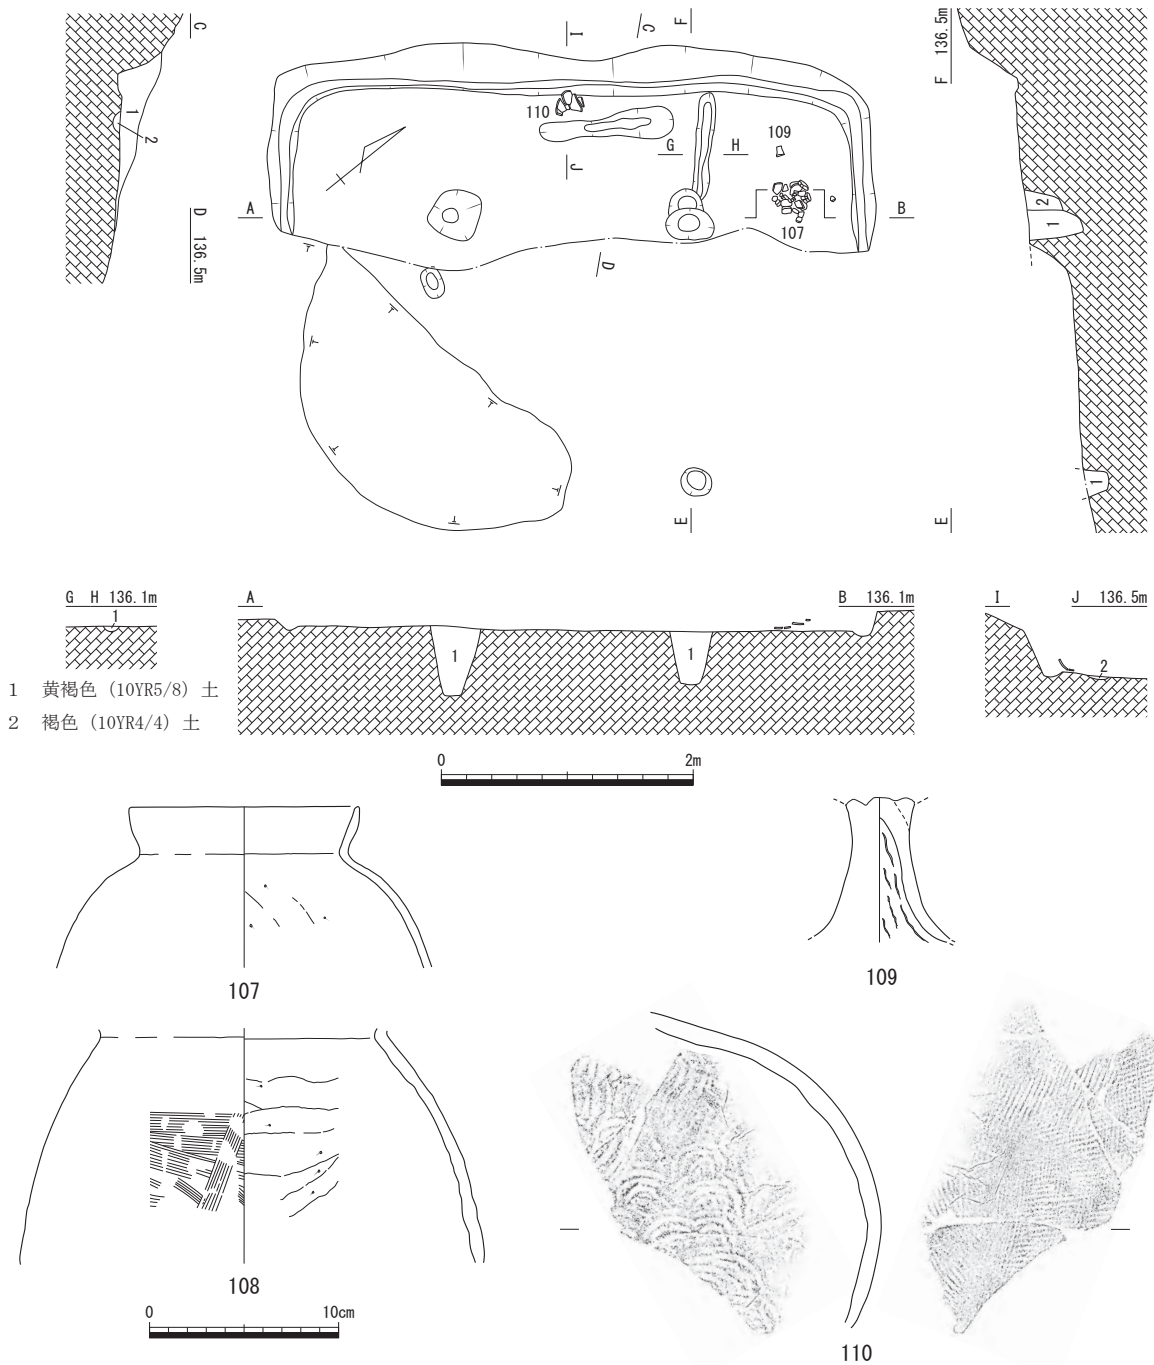 C
1
2
D 136.5m
I
C
F
110
G
H
109
J
A
B
107
D
E
F 136.5m
2
1
1
E
G H 136.1m
1
A
B 136.1m
1
1
I
J 136.5m
2
1 黄褐色 (10YR5/8) 土
2 褐色 (10YR4/4) 土
0 2m
107
109
108
0 10cm
110